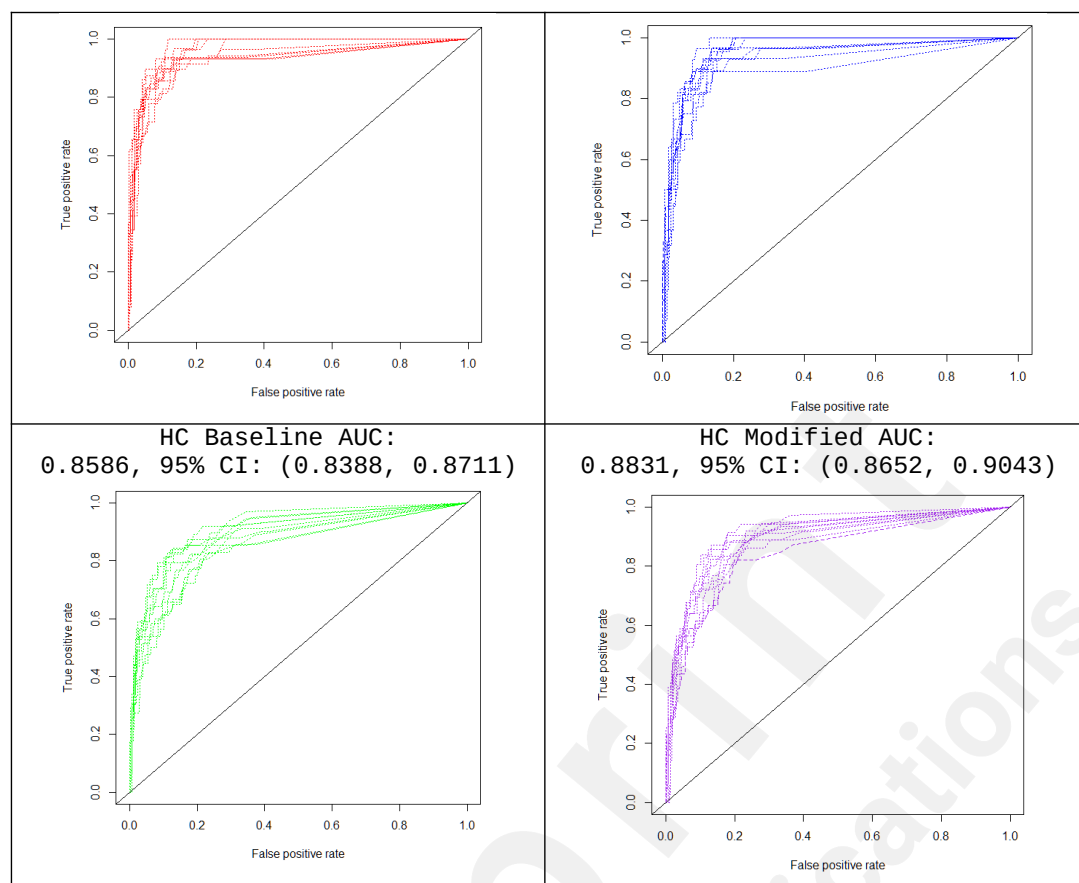 1.0
0.8
0.6
0.4
0.2
0.0
True positive rate
0.0 0.2 0.4 0.6 0.8 1.0
False positive rate
1.0
0.8
0.6
0.4
0.2
0.0
True positive rate
0.0 0.2 0.4 0.6 0.8 1.0
False positive rate
HC Baseline AUC:
0.8586, 95% CI: (0.8388, 0.8711)
1.0
0.8
0.6
0.4
0.2
0.0
True positive rate
0.0 0.2 0.4 0.6 0.8 1.0
False positive rate
HC Modified AUC:
0.8831, 95% CI: (0.8652, 0.9043)
1.0
0.8
0.6
0.4
0.2
0.0
True positive rate
0.0 0.2 0.4 0.6 0.8 1.0
False positive rate